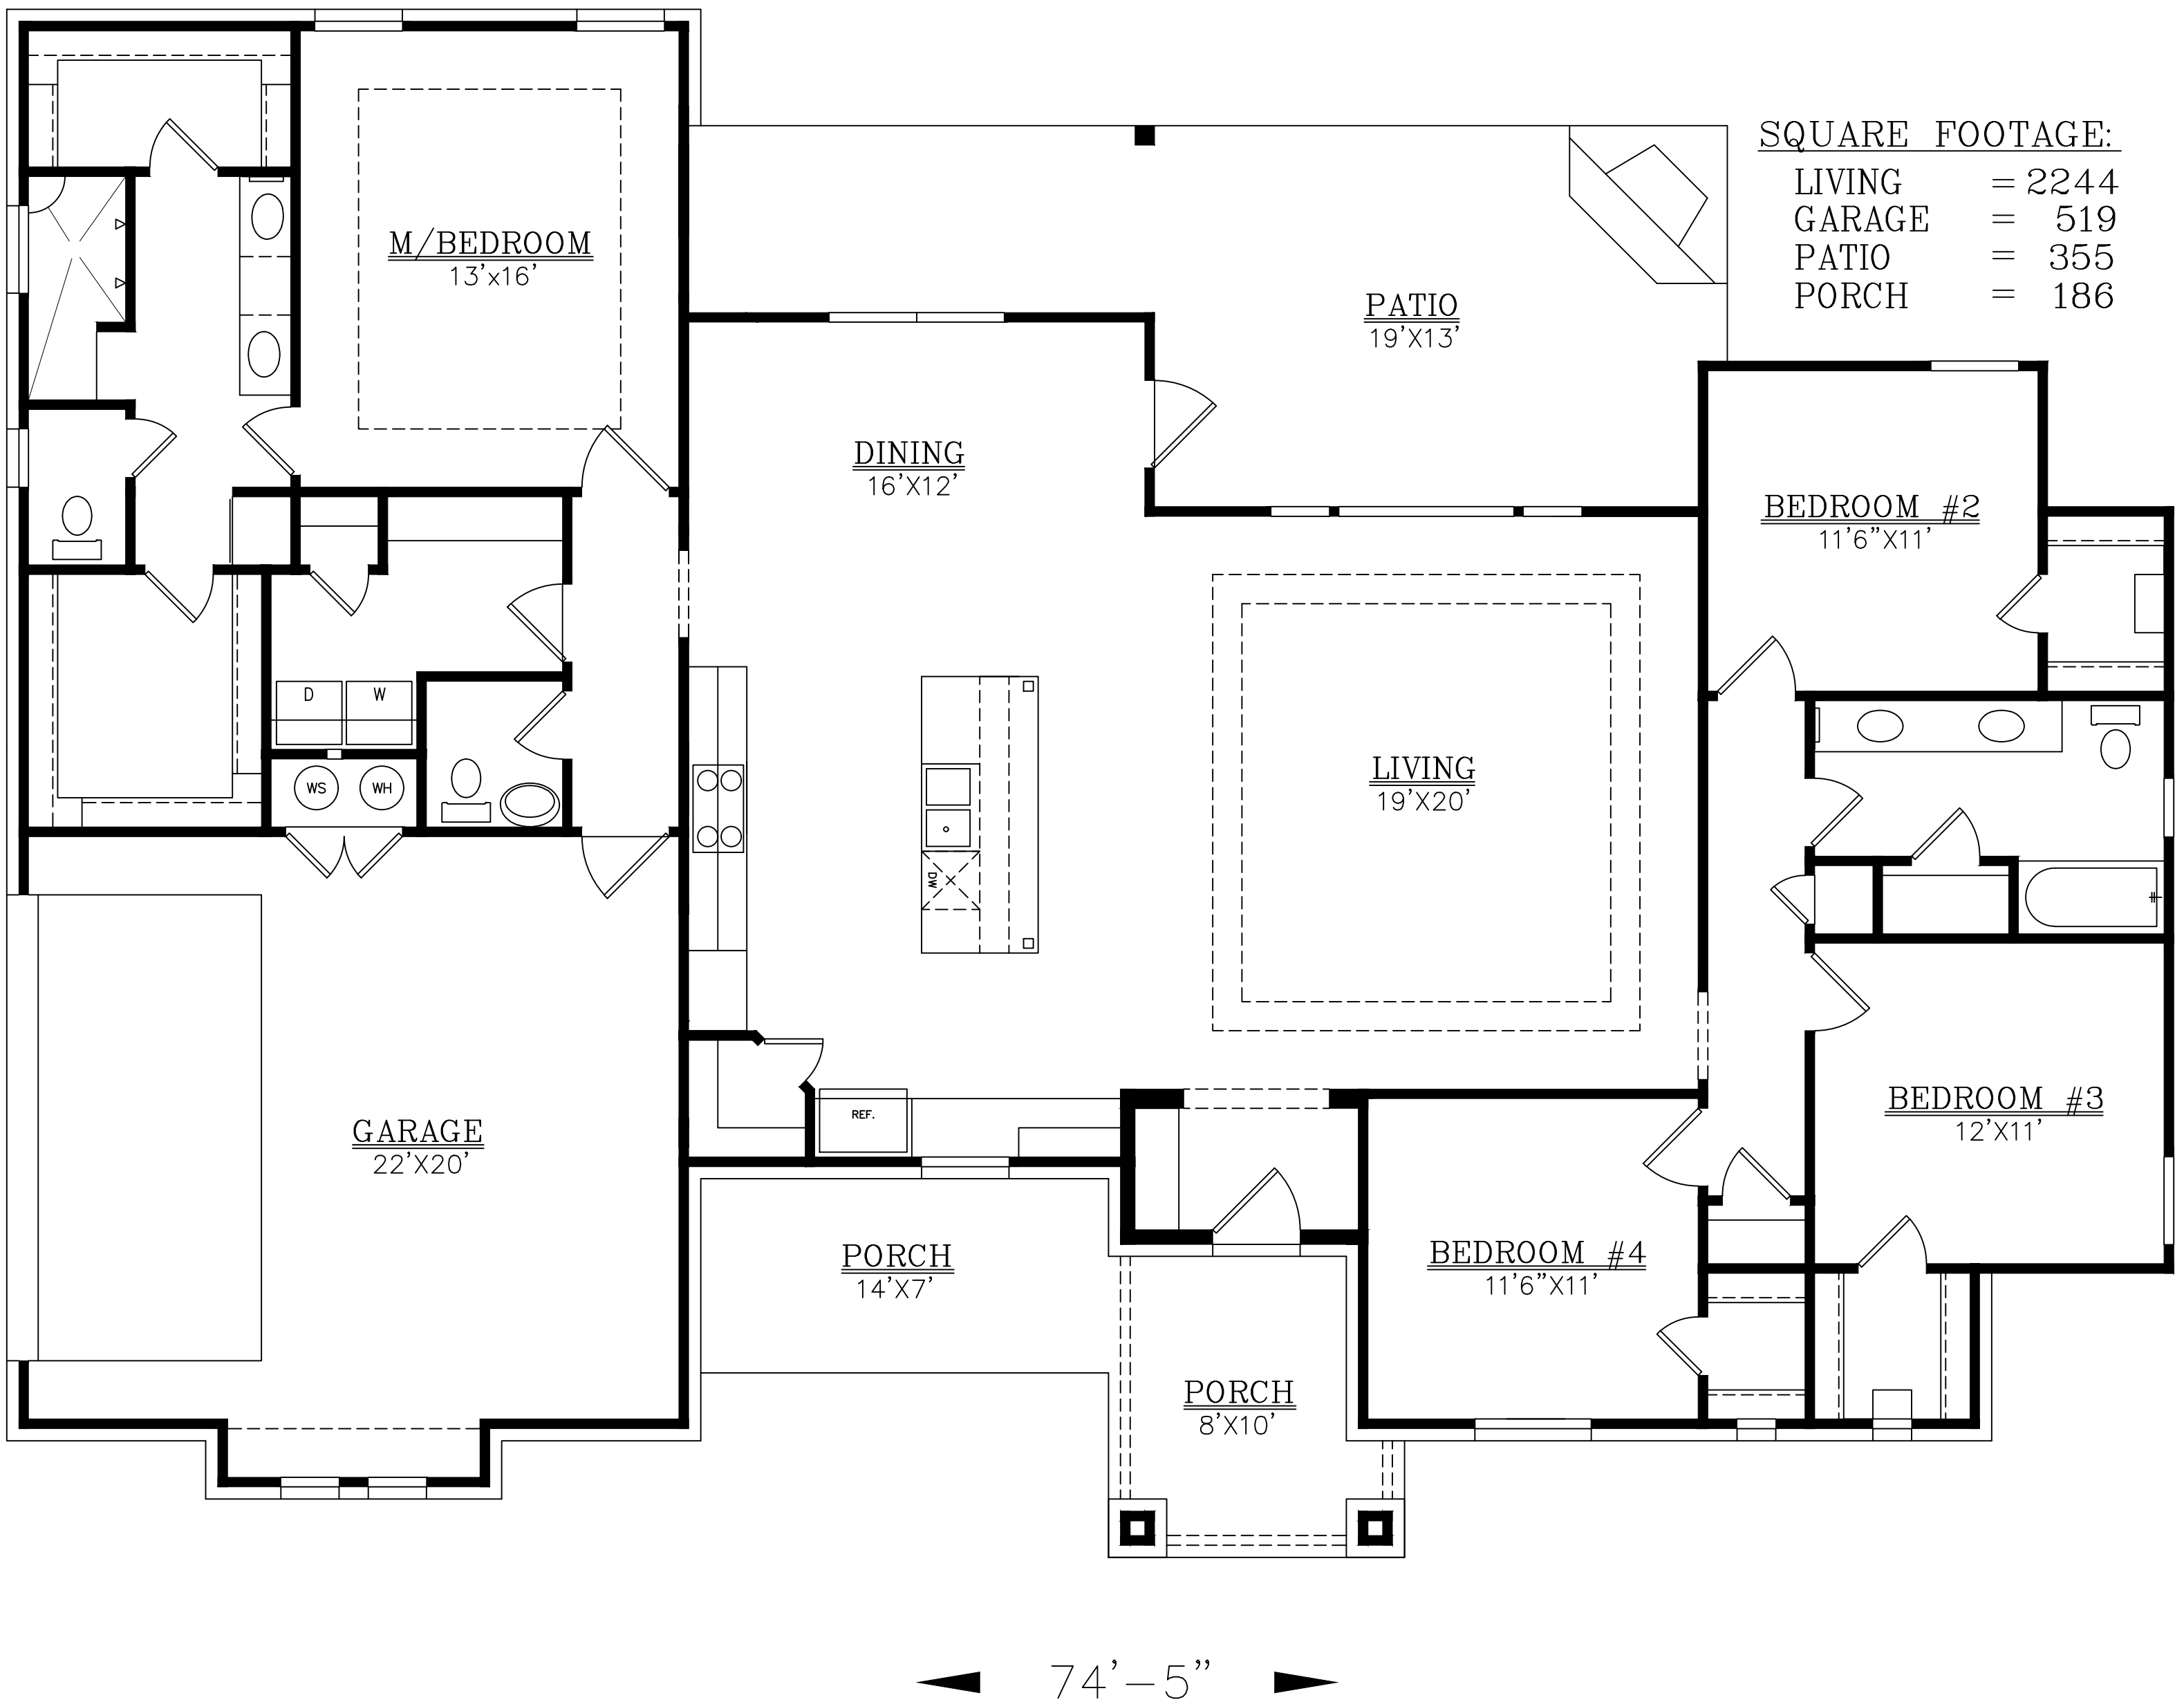 SQUARE FOOTAGE:
LIVING = 2244
GARAGE = 519
PATIO = 355
PORCH = 186
M/BEDROOM
13'x16'
PATIO
19'X13'
DINING
16'X12'
BEDROOM #2
11'6"X11'
D
W
WS
WH
LIVING
19'X20'
DW
REF.
GARAGE
22'X20'
BEDROOM #3
12'X11'
PORCH
14'X7'
BEDROOM #4
11'6"X11'
PORCH
8'X10'
74'-5"